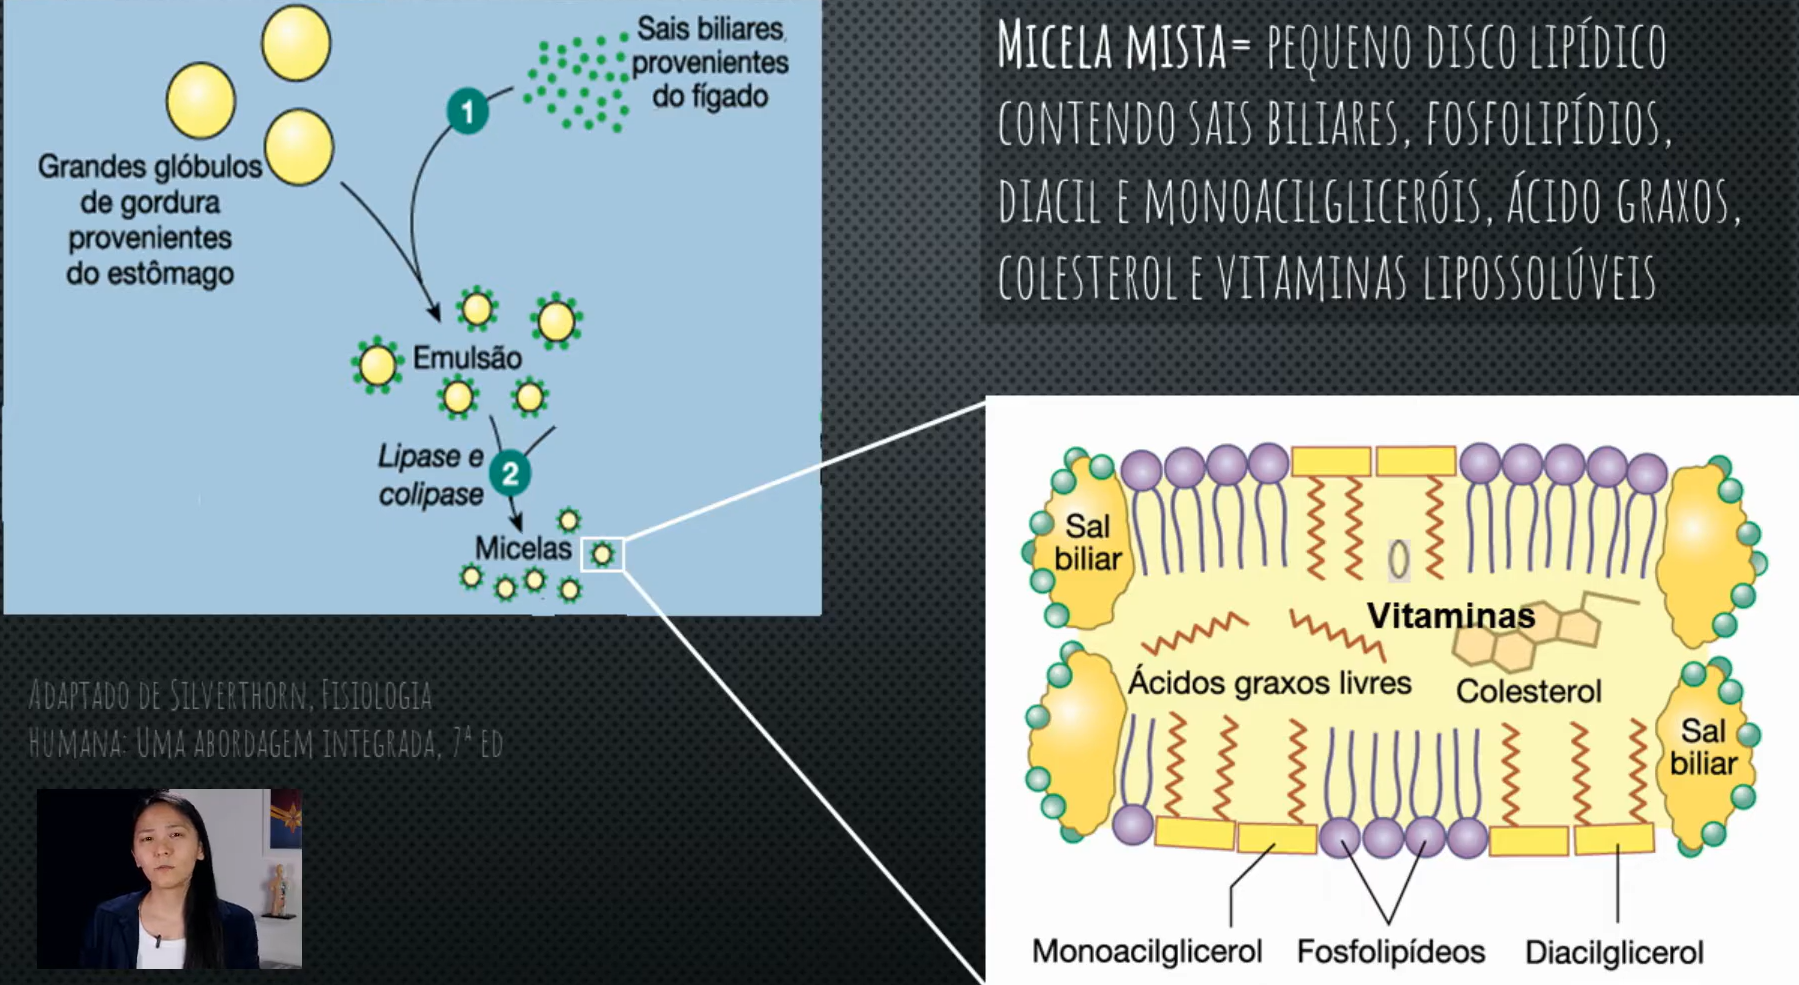 Sais biliares,
provenientes
do fígado
1
Grandes glóbulos
de gordura
provenientes
do estômago
Emulsão
Lipase e
colipase
2
Micelas
MICELA MISTA= PEQUENO DISCO LIPÍDICO
CONTENDO SAIS BILIARES, FOSFOLIPÍDIOS,
DIACIL E MONOACILGLICERÓIS, ÁCIDO GRAXOS,
COLESTEROL E VITAMINAS LIPOSSOLÚVEIS
Sal
biliar
Vitaminas
Ácidos graxos livres
Colesterol
Sal
biliar
Monoacilglicerol
Fosfolipídeos
Diacilglicerol
ADAPTADO DE SILVERTHORN, FISIOLOGIA
HUMANA: UMA ABORDAGEM INTEGRADA, 7ª ED